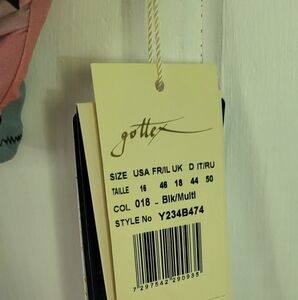 gottex
SIZE USA FR/IL UK D IT/RU
TAILLE 16 46 18 44 50
COL 018 - Blk/Multi
STYLE No Y234B474
7297542290935